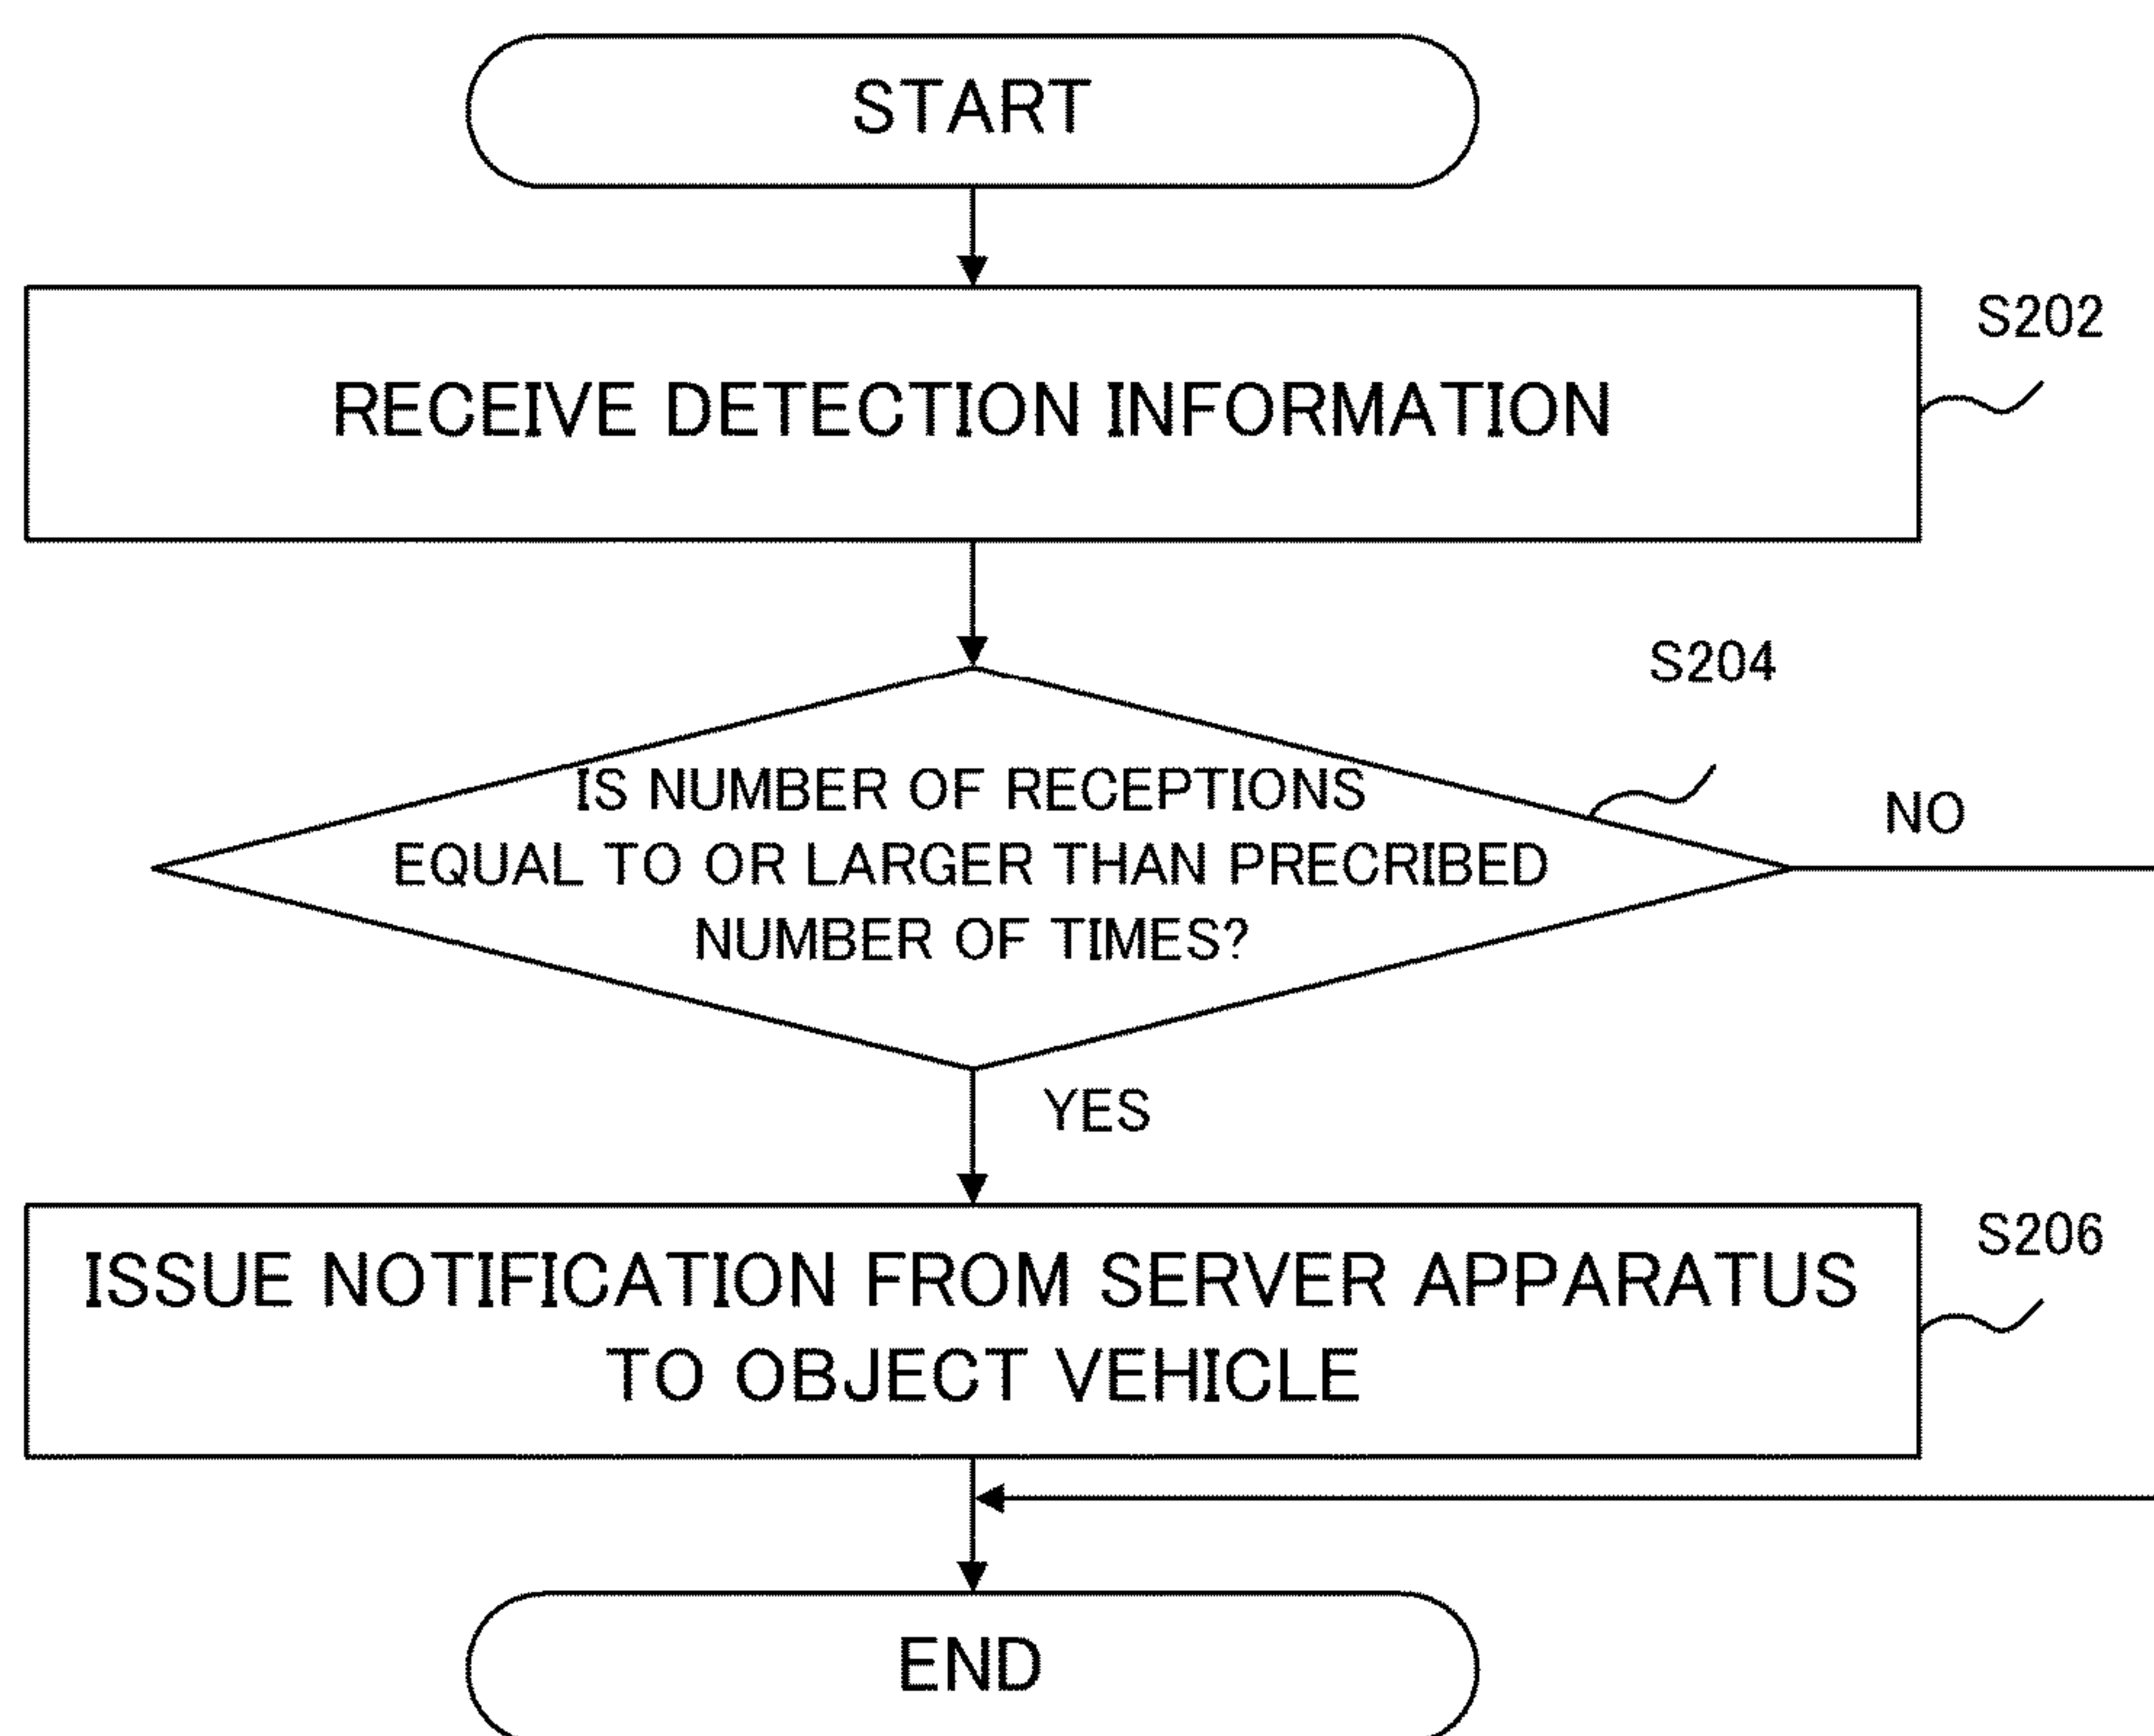 START
S202
RECEIVE DETECTION INFORMATION
S204
IS NUMBER OF RECEPTIONS
EQUAL TO OR LARGER THAN PRECRIBED
NUMBER OF TIMES?
NO
YES
S206
ISSUE NOTIFICATION FROM SERVER APPARATUS
TO OBJECT VEHICLE
END